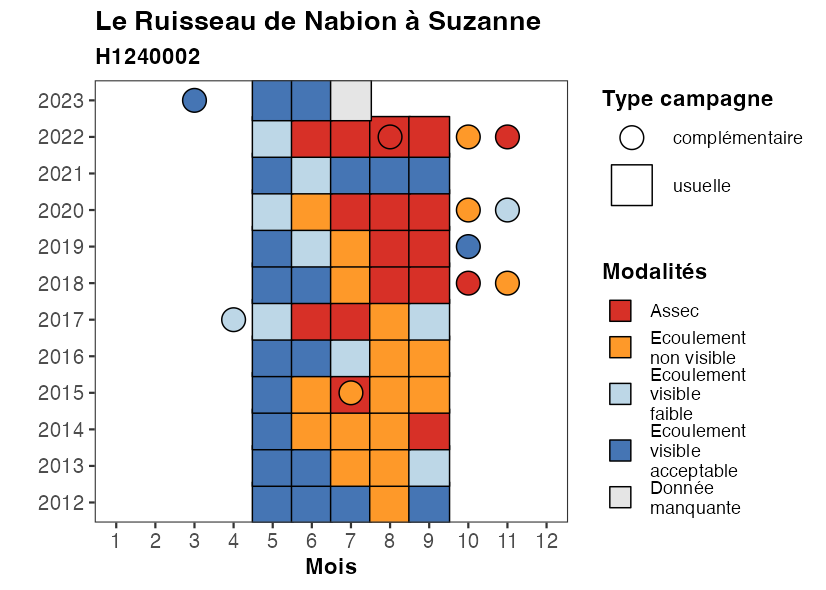 Le Ruisseau de Nabion à Suzanne
H1240002
2023
2022
2021
2020
2019
2018
2017
2016
2015
2014
2013
2012
1 2 3 4 5 6 7 8 9 10 11 12
Mois
Type campagne
complémentaire
usuelle
Modalités
Assec
Ecoulement
non visible
Ecoulement
visible
faible
Ecoulement
visible
acceptable
Donnée
manquante